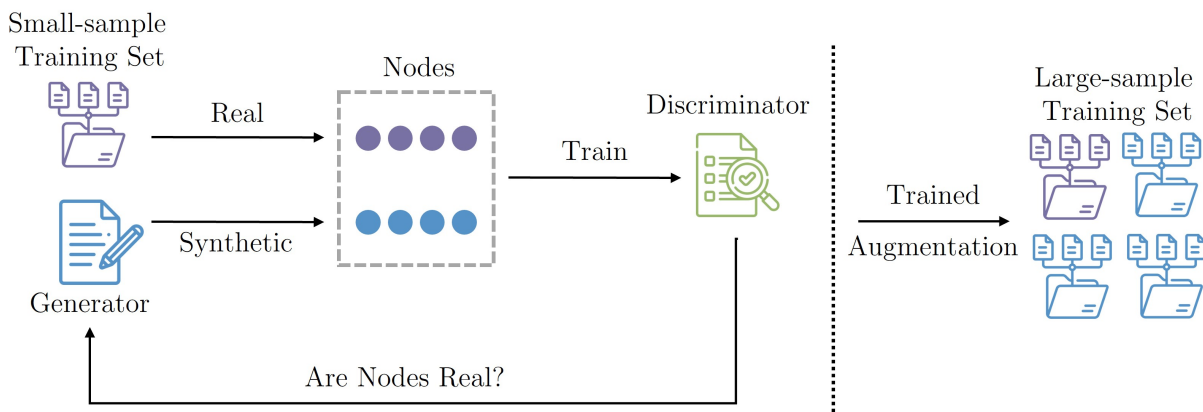 Small-sample
Training Set
Real
Synthetic
Generator
Nodes
Train
Discriminator
Are Nodes Real?
Trained
Augmentation
Large-sample
Training Set